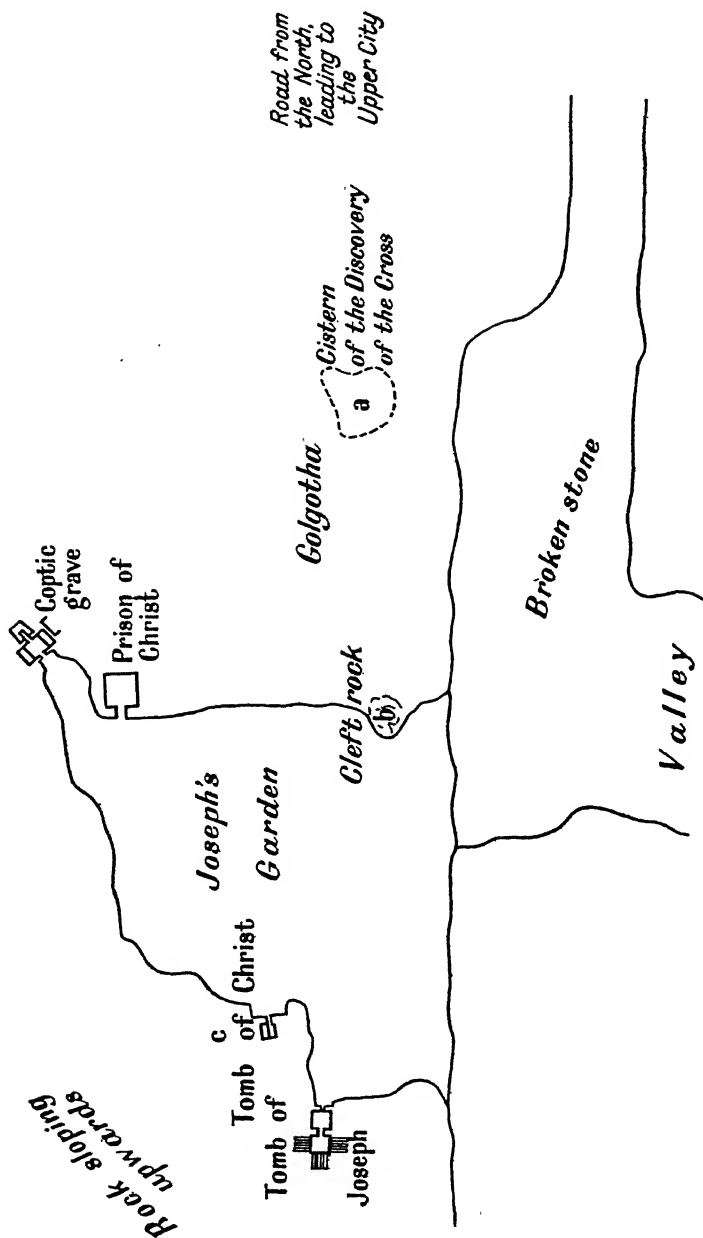 Rock sloping
upwards
Coptic
grave
Prison of
Christ
Joseph's
Garden
c
Tomb of Christ
Tomb of
Joseph
Road from
the North,
leading to
the
Upper City
Golgotha
Cistern
of the Discovery
of the Cross
a
Cleft rock
b
Broken stone
Valley